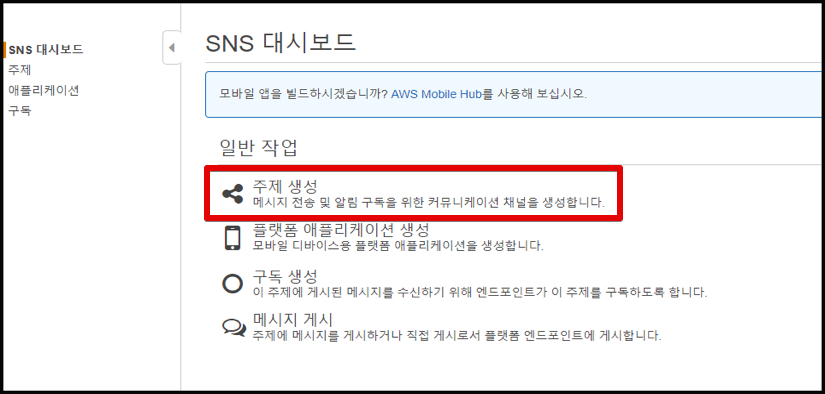 SNS 대시보드
주제
애플리케이션
구독
SNS 대시보드
모바일 앱을 빌드하시겠습니까? AWS Mobile Hub를 사용해 보십시오.
일반 작업
주제 생성
메시지 전송 및 알림 구독을 위한 커뮤니케이션 채널을 생성합니다.
플랫폼 애플리케이션 생성
모바일 디바이스용 플랫폼 애플리케이션을 생성합니다.
구독 생성
이 주제에 게시된 메시지를 수신하기 위해 엔드포인트가 이 주제를 구독하도록 합니다.
메시지 게시
주제에 메시지를 게시하거나 직접 게시로서 플랫폼 엔드포인트에 게시합니다.